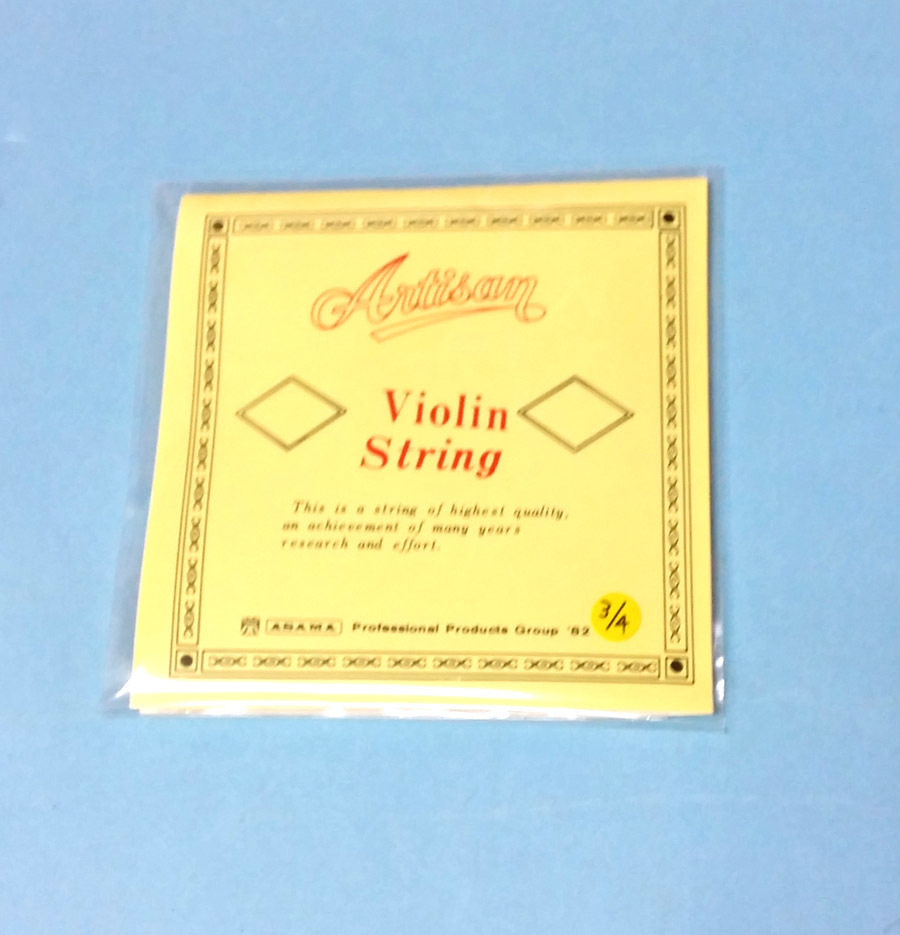 Artisan
Violin
String
This is a string of highest quality,
an achievement of many years
research and effort.
ASAMA Professional Products Group '82
3/4